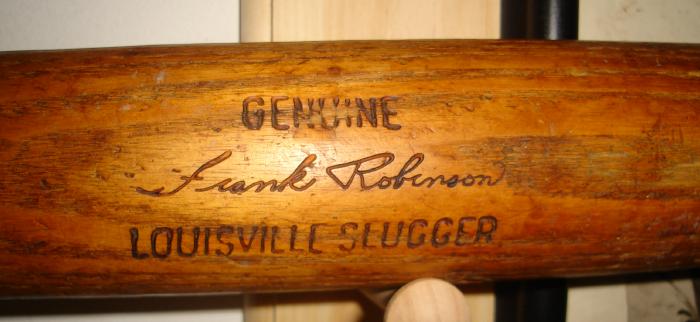 GENUINE
Frank Robinson
LOUISVILLE SLUGGER